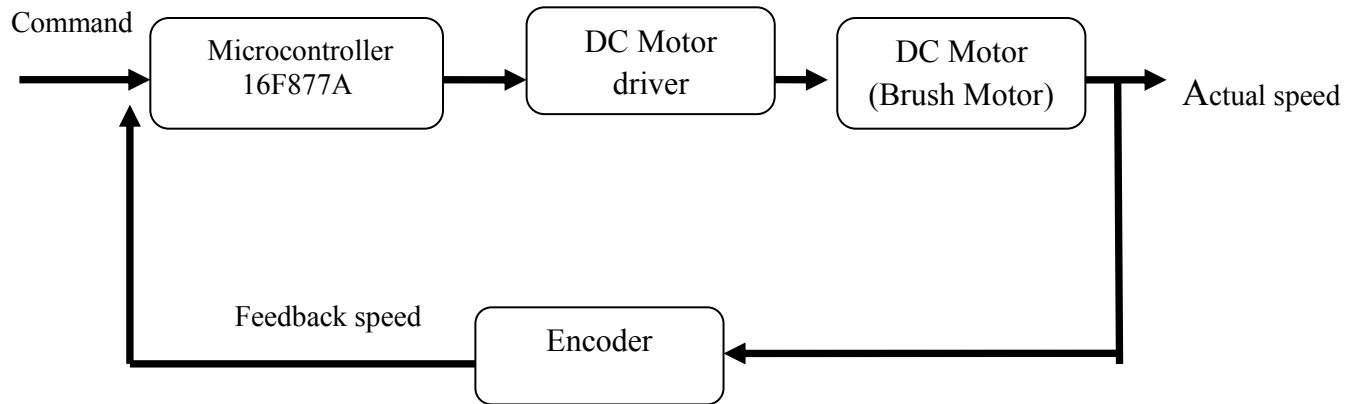 Command
Microcontroller
16F877A
DC Motor
driver
DC Motor
(Brush Motor)
Actual speed
Feedback speed
Encoder